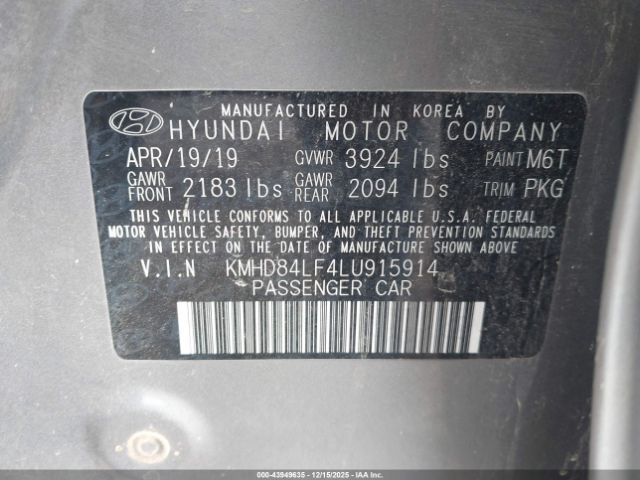 MANUFACTURED IN KOREA BY
HYUNDAI MOTOR COMPANY
APR/19/19 GVWR 3924 lbs PAINT M6T
GAWR FRONT 2183 lbs GAWR REAR 2094 lbs TRIM PKG
THIS VEHICLE CONFORMS TO ALL APPLICABLE U.S.A. FEDERAL
MOTOR VEHICLE SAFETY, BUMPER, AND THEFT PREVENTION STANDARDS
IN EFFECT ON THE DATE OF MANUFACTURE SHOWN ABOVE.
V.I.N KMHD84LF4LU915914
PASSENGER CAR
000-43949635 - 12/15/2025 - COPART.CA